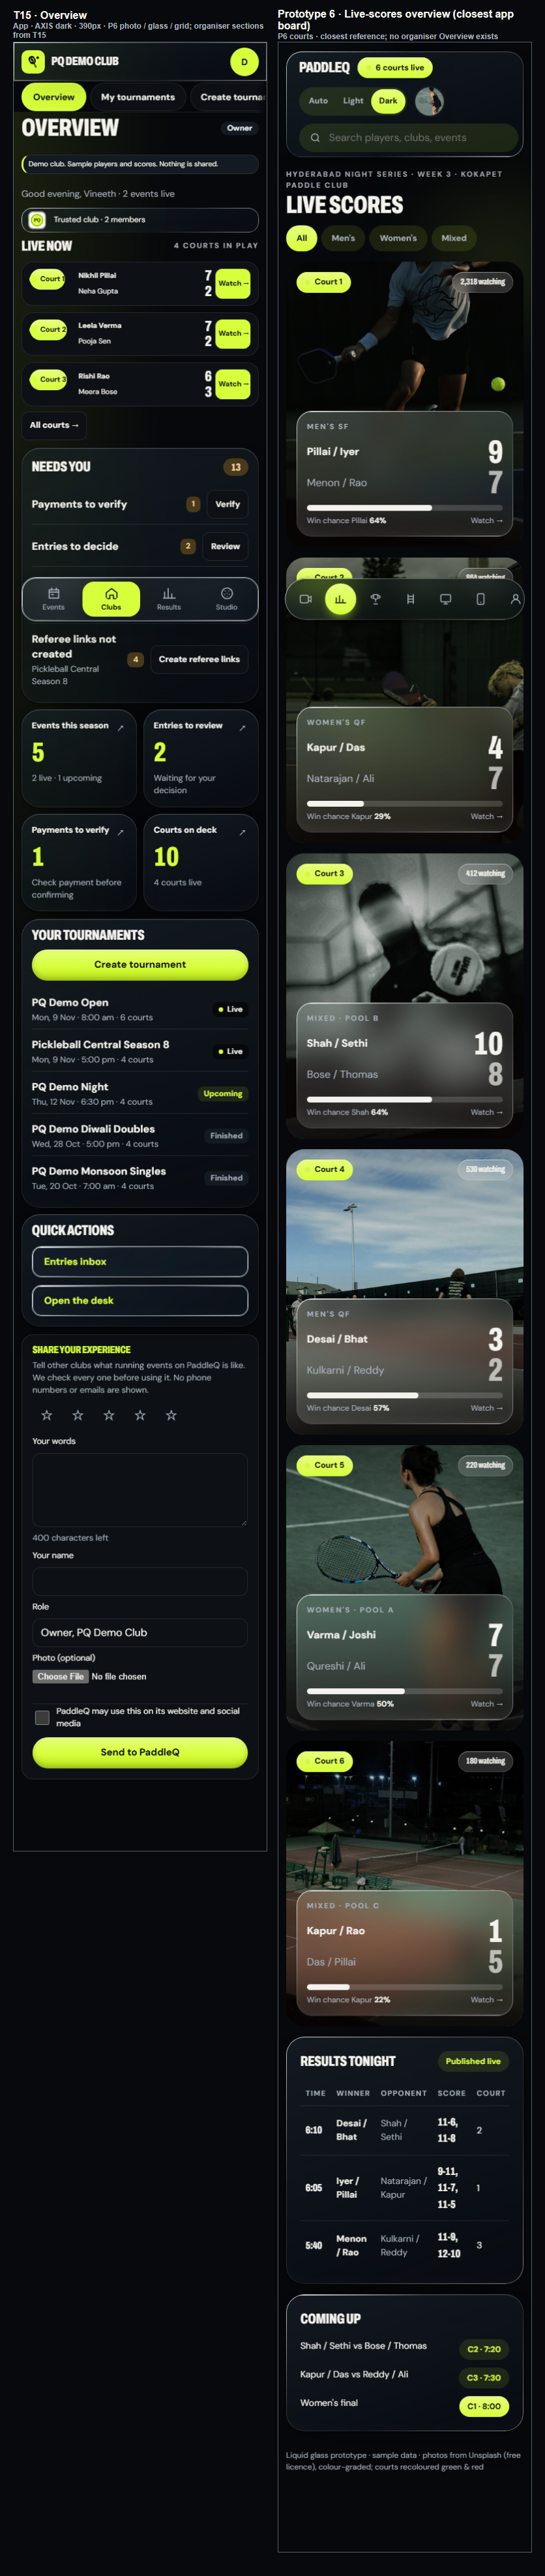 T15 - Overview
App · AXIS dark · 390px · P6 photo / glass / grid; organiser sections from T15
PQ DEMO CLUB
D
Overview
My tournaments
Create tourna
OVERVIEW
Owner
Demo club. Sample players and scores. Nothing is shared.
Good evening, Vineeth · 2 events live
Trusted club · 2 members
LIVE NOW
4 COURTS IN PLAY
Court 1
Nikhil Pillai
7
Neha Gupta
2
Watch →
Court 2
Leela Verma
7
Pooja Sen
2
Watch →
Court 3
Rishi Rao
6
Meera Bose
3
Watch →
All courts →
NEEDS YOU
13
Payments to verify
1
Verify
Entries to decide
2
Review
Events
Clubs
Results
Studio
Referee links not created
Pickleball Central Season 8
4
Create referee links
Events this season
↗
5
2 live · 1 upcoming
Entries to review
↗
2
Waiting for your decision
Payments to verify
↗
1
Check payment before confirming
Courts on deck
↗
10
4 courts live
YOUR TOURNAMENTS
Create tournament
PQ Demo Open
Mon, 9 Nov · 8:00 am · 6 courts
Live
Pickleball Central Season 8
Mon, 9 Nov · 5:00 pm · 4 courts
Live
PQ Demo Night
Thu, 12 Nov · 6:30 pm · 4 courts
Upcoming
PQ Demo Diwali Doubles
Wed, 28 Oct · 5:00 pm · 4 courts
Finished
PQ Demo Monsoon Singles
Tue, 20 Oct · 7:00 am · 4 courts
Finished
QUICK ACTIONS
Entries inbox
Open the desk
SHARE YOUR EXPERIENCE
Tell other clubs what running events on PaddleQ is like.
We check every one before using it. No phone
numbers or emails are shown.
Your words
400 characters left
Your name
Role
Owner, PQ Demo Club
Photo (optional)
Choose File No file chosen
PaddleQ may use this on its website and social media
Send to PaddleQ
Prototype 6 · Live-scores overview (closest app board)
P6 courts · closest reference; no organiser Overview exists
PADDLEQ
6 courts live
Auto
Light
Dark
Search players, clubs, events
HYDERABAD NIGHT SERIES · WEEK 3 · KOKAPET PADDLE CLUB
LIVE SCORES
All
Men's
Women's
Mixed
Court 1
2,318 watching
MEN'S SF
Pillai / Iyer
9
Menon / Rao
7
Win chance Pillai 64%
Watch →
Court 2
WOMEN'S QF
Kapur / Das
4
Natarajan / Ali
7
Win chance Kapur 29%
Watch →
Court 3
412 watching
MIXED · POOL B
Shah / Sethi
10
Bose / Thomas
8
Win chance Shah 64%
Watch →
Court 4
530 watching
MEN'S QF
Desai / Bhat
3
Kulkarni / Reddy
2
Win chance Desai 57%
Watch →
Court 5
220 watching
WOMEN'S · POOL A
Varma / Joshi
7
Qureshi / Ali
7
Win chance Varma 50%
Watch →
Court 6
180 watching
MIXED · POOL C
Kapur / Rao
1
Das / Pillai
5
Win chance Kapur 22%
Watch →
RESULTS TONIGHT
Published live
TIME WINNER OPPONENT SCORE COURT
6:10 Desai / Bhat Shah / Sethi 11-6, 11-8 2
6:05 Iyer / Pillai Natarajan / Kapur 9-11, 11-7, 11-5 1
5:40 Menon / Rao Kulkarni / Reddy 11-9, 12-10 3
COMING UP
Shah / Sethi vs Bose / Thomas
C2 · 7:20
Kapur / Das vs Reddy / Ali
C3 · 7:30
Women's final
C1 · 8:00
Liquid glass prototype · sample data · photos from Unsplash (free
licence), colour-graded; courts recoloured green & red